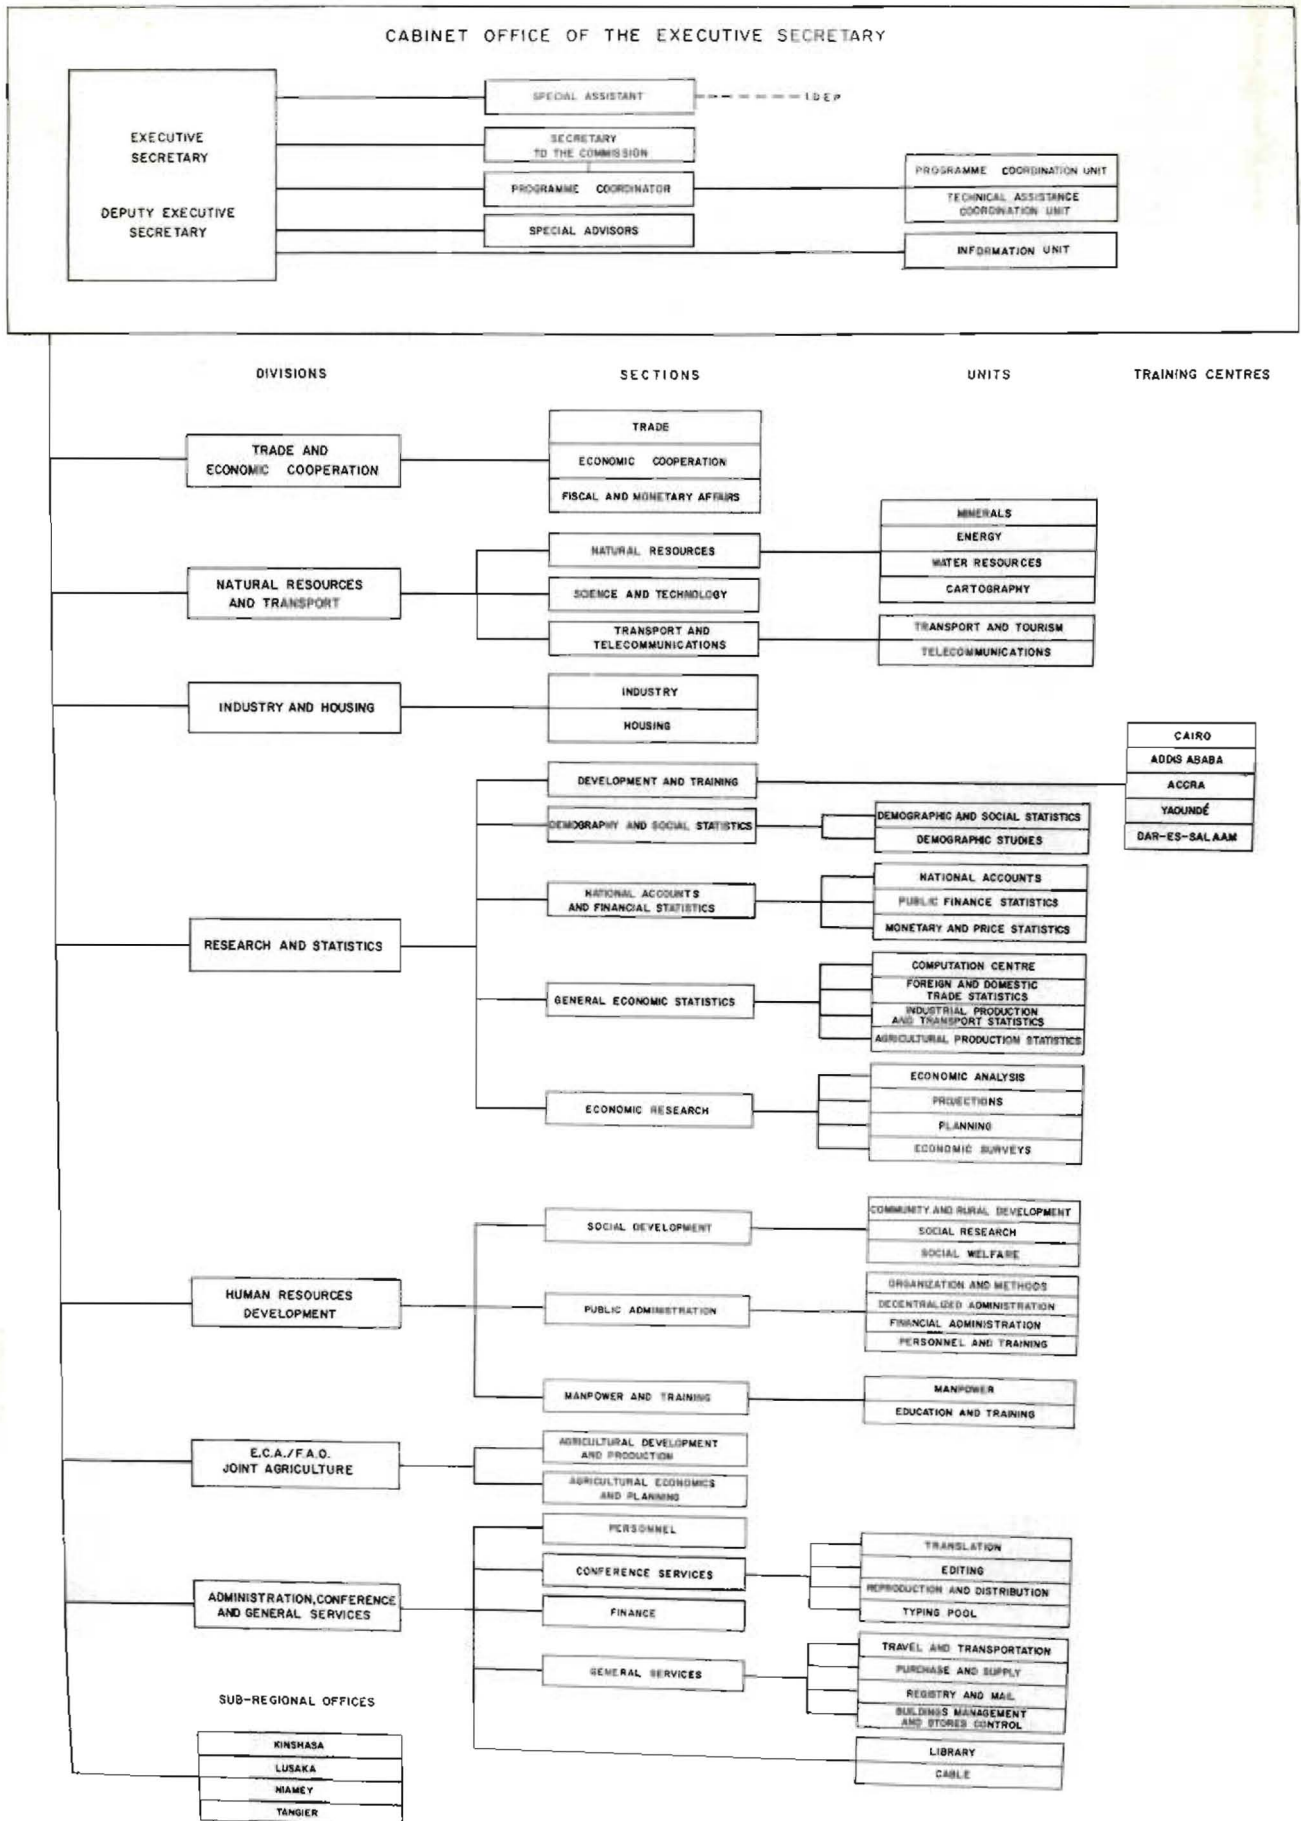 CABINET OFFICE OF THE EXECUTIVE SECRETARY
EXECUTIVE
SECRETARY
DEPUTY EXECUTIVE
SECRETARY
SPECIAL ASSISTANT
I.D.E.P
SECRETARY
TO THE COMMISSION
PROGRAMME COORDINATOR
SPECIAL ADVISORS
PROGRAMME COORDINATION UNIT
TECHNICAL ASSISTANCE
COORDINATION UNIT
INFORMATION UNIT
DIVISIONS
SECTIONS
UNITS
TRAINING CENTRES
TRADE AND
ECONOMIC COOPERATION
TRADE
ECONOMIC COOPERATION
FISCAL AND MONETARY AFFAIRS
NATURAL RESOURCES
AND TRANSPORT
NATURAL RESOURCES
MINERALS
ENERGY
WATER RESOURCES
CARTOGRAPHY
SCIENCE AND TECHNOLOGY
TRANSPORT AND
TELECOMMUNICATIONS
TRANSPORT AND TOURISM
TELECOMMUNICATIONS
INDUSTRY AND HOUSING
INDUSTRY
HOUSING
RESEARCH AND STATISTICS
DEVELOPMENT AND TRAINING
CAIRO
ADDIS ABABA
ACCRA
YAOUNDÉ
DAR-ES-SALAAM
DEMOGRAPHY AND SOCIAL STATISTICS
DEMOGRAPHIC AND SOCIAL STATISTICS
DEMOGRAPHIC STUDIES
NATIONAL ACCOUNTS
AND FINANCIAL STATISTICS
NATIONAL ACCOUNTS
PUBLIC FINANCE STATISTICS
MONETARY AND PRICE STATISTICS
GENERAL ECONOMIC STATISTICS
COMPUTATION CENTRE
FOREIGN AND DOMESTIC
TRADE STATISTICS
INDUSTRIAL PRODUCTION
AND TRANSPORT STATISTICS
AGRICULTURAL PRODUCTION STATISTICS
ECONOMIC RESEARCH
ECONOMIC ANALYSIS
PROJECTIONS
PLANNING
ECONOMIC SURVEYS
HUMAN RESOURCES
DEVELOPMENT
SOCIAL DEVELOPMENT
COMMUNITY AND RURAL DEVELOPMENT
SOCIAL RESEARCH
SOCIAL WELFARE
PUBLIC ADMINISTRATION
ORGANIZATION AND METHODS
DECENTRALIZED ADMINISTRATION
FINANCIAL ADMINISTRATION
PERSONNEL AND TRAINING
MANPOWER AND TRAINING
MANPOWER
EDUCATION AND TRAINING
E.C.A./F.A.O.
JOINT AGRICULTURE
AGRICULTURAL DEVELOPMENT
AND PRODUCTION
AGRICULTURAL ECONOMICS
AND PLANNING
ADMINISTRATION, CONFERENCE
AND GENERAL SERVICES
PERSONNEL
CONFERENCE SERVICES
TRANSLATION
EDITING
REPRODUCTION AND DISTRIBUTION
TYPING POOL
FINANCE
GENERAL SERVICES
TRAVEL AND TRANSPORTATION
PURCHASE AND SUPPLY
REGISTRY AND MAIL
BUILDINGS MANAGEMENT
AND STORES CONTROL
LIBRARY
CABLE
SUB-REGIONAL OFFICES
KINSHASA
LUSAKA
NIAMEY
TANGIER